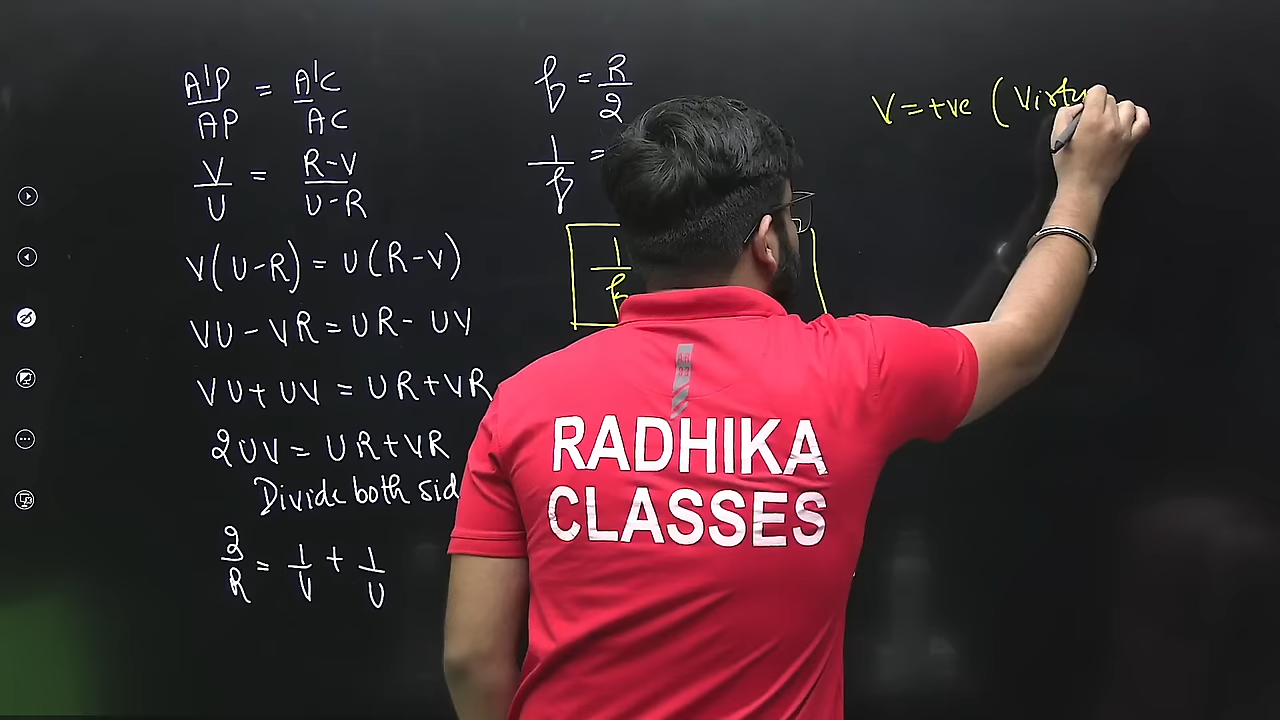 A'P/AP = A'C/AC
V/U = R-V/U-R
V(U-R) = U(R-V)
VU - VR = UR - UV
VU + UV = UR + VR
2UV = UR + VR
Divide both sid
2/R = 1/V + 1/U
f = R/2
1/f =
1/f
V = +ve (Virtu
RADHIKA
CLASSES